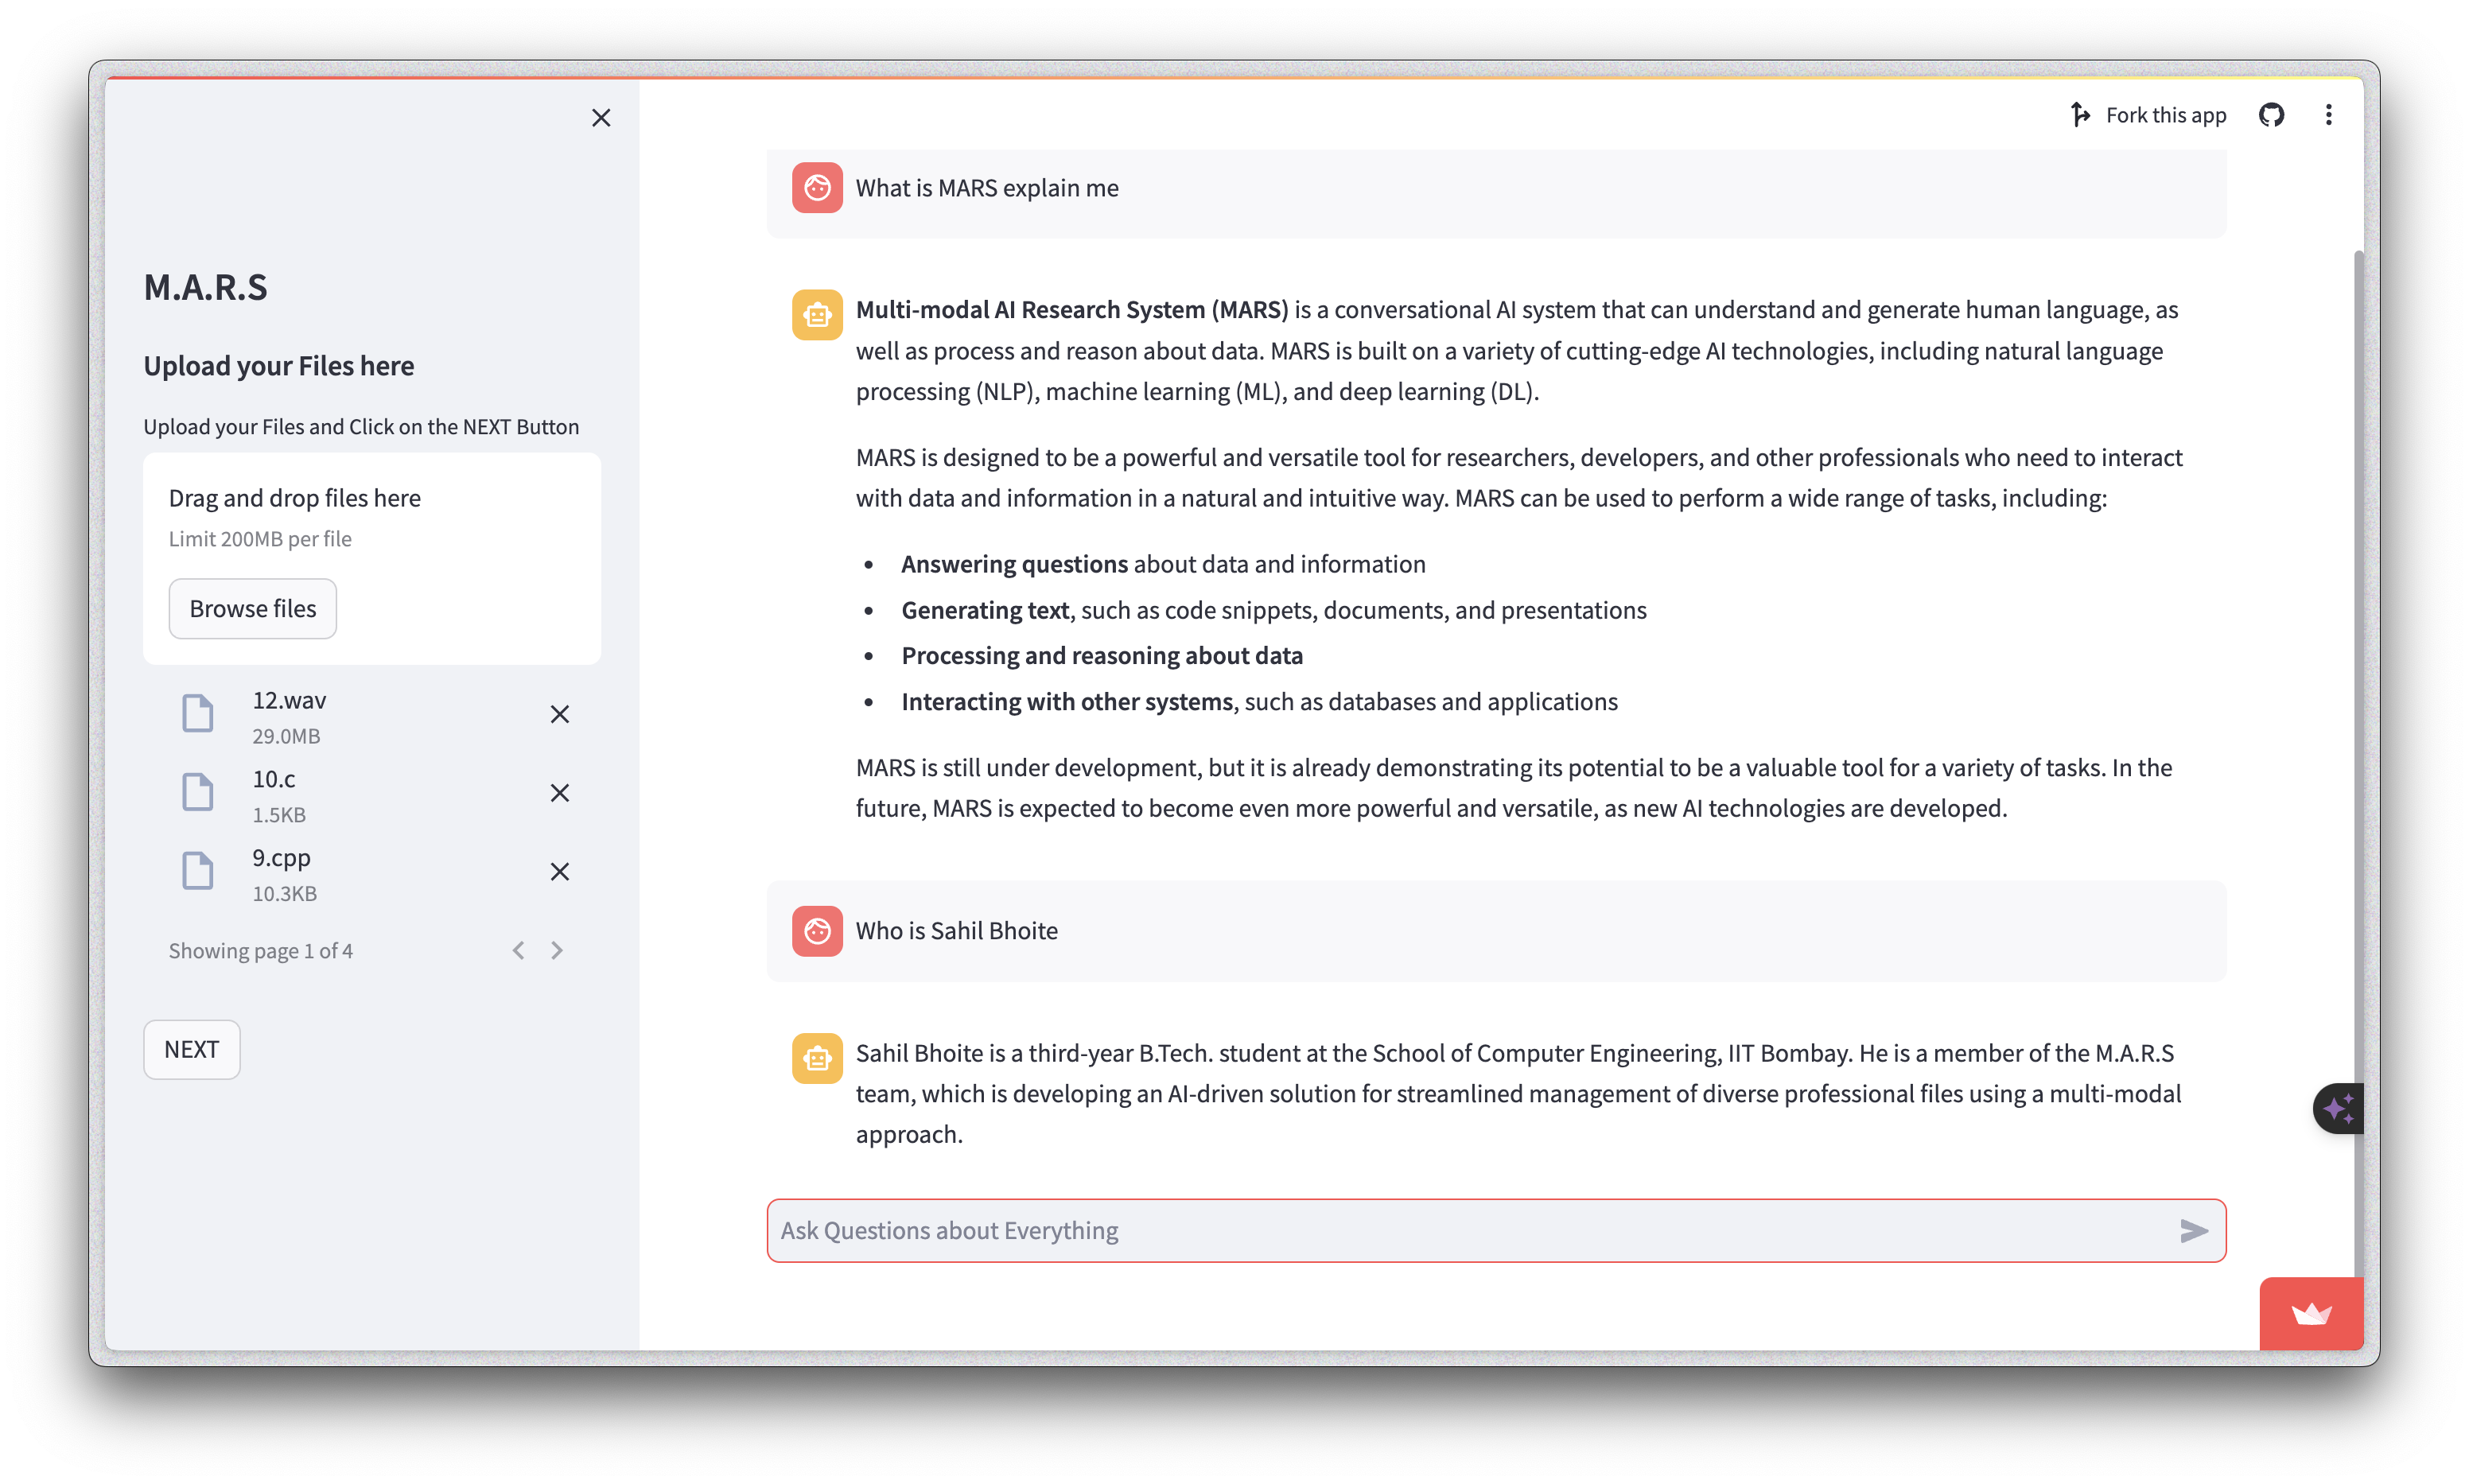 Fork this app
M.A.R.S
Upload your Files here
Upload your Files and Click on the NEXT Button
Drag and drop files here
Limit 200MB per file
Browse files
12.wav
29.0MB
10.c
1.5KB
9.cpp
10.3KB
Showing page 1 of 4
NEXT
What is MARS explain me
Multi-modal AI Research System (MARS) is a conversational AI system that can understand and generate human language, as
well as process and reason about data. MARS is built on a variety of cutting-edge AI technologies, including natural language
processing (NLP), machine learning (ML), and deep learning (DL).
MARS is designed to be a powerful and versatile tool for researchers, developers, and other professionals who need to interact
with data and information in a natural and intuitive way. MARS can be used to perform a wide range of tasks, including:
• Answering questions about data and information
• Generating text, such as code snippets, documents, and presentations
• Processing and reasoning about data
• Interacting with other systems, such as databases and applications
MARS is still under development, but it is already demonstrating its potential to be a valuable tool for a variety of tasks. In the
future, MARS is expected to become even more powerful and versatile, as new AI technologies are developed.
Who is Sahil Bhoite
Sahil Bhoite is a third-year B.Tech. student at the School of Computer Engineering, IIT Bombay. He is a member of the M.A.R.S
team, which is developing an AI-driven solution for streamlined management of diverse professional files using a multi-modal
approach.
Ask Questions about Everything